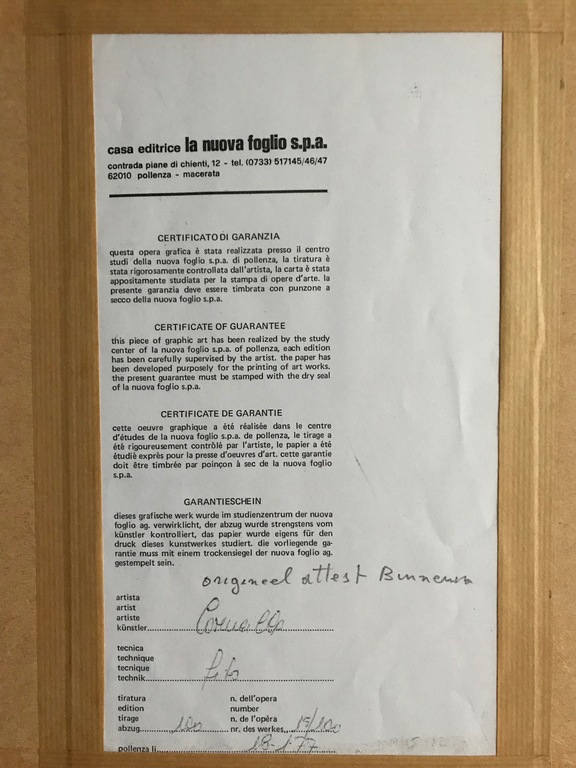 casa editrice la nuova foglio s.p.a.
contrada piane di chienti, 12 - tel. (0733) 517145/46/47
62010 pollenza - macerata
CERTIFICATO DI GARANZIA
questa opera grafica è stata realizzata presso il centro
studi della nuova foglio s.p.a. di pollenza, la tiratura è
stata rigorosamente controllata dall'artista, la carta è stata
appositamente studiata per la stampa di opere d'arte. la
presente garanzia deve essere timbrata con punzone a
secco della nuova foglio s.p.a.
CERTIFICATE OF GUARANTEE
this piece of graphic art has been realized by the study
center of la nuova foglio s.p.a. of pollenza, each edition
has been carefully supervised by the artist. the paper has
been developed purposely for the printing of art works.
the present guarantee must be stamped with the dry seal
of la nuova foglio s.p.a.
CERTIFICATE DE GARANTIE
cette oeuvre graphique a été réalisée dans le centre
d'études de la nuova foglio s.p.a. de pollenza, le tirage a
été rigoureusement contrôlé par l'artiste, le papier a été
étudié exprès pour la presse d'oeuvres d'art. cette garantie
doit être timbrée par poinçon à sec de la nuova foglio
s.p.a.
GARANTIESCHEIN
dieses grafische werk wurde im studienzentrum der nuova
foglio ag. verwirklicht, der abzug wurde strengstens vom
künstler kontrolliert, das papier wurde eigens für den
druck dieses kunstwerkes studiert. die vorliegende ga-
rantie muss mit einem trockensiegel der nuova foglio ag.
gestempelt sein.
origineel attest
artista
artist
artiste
künstler
tecnica
technique
tecnique
technik
tiratura n. dell'opera
edition number
tirage n. de l'opéra
abzug 100 nr. des werkes 15/100
pollenza lì 18-1-77